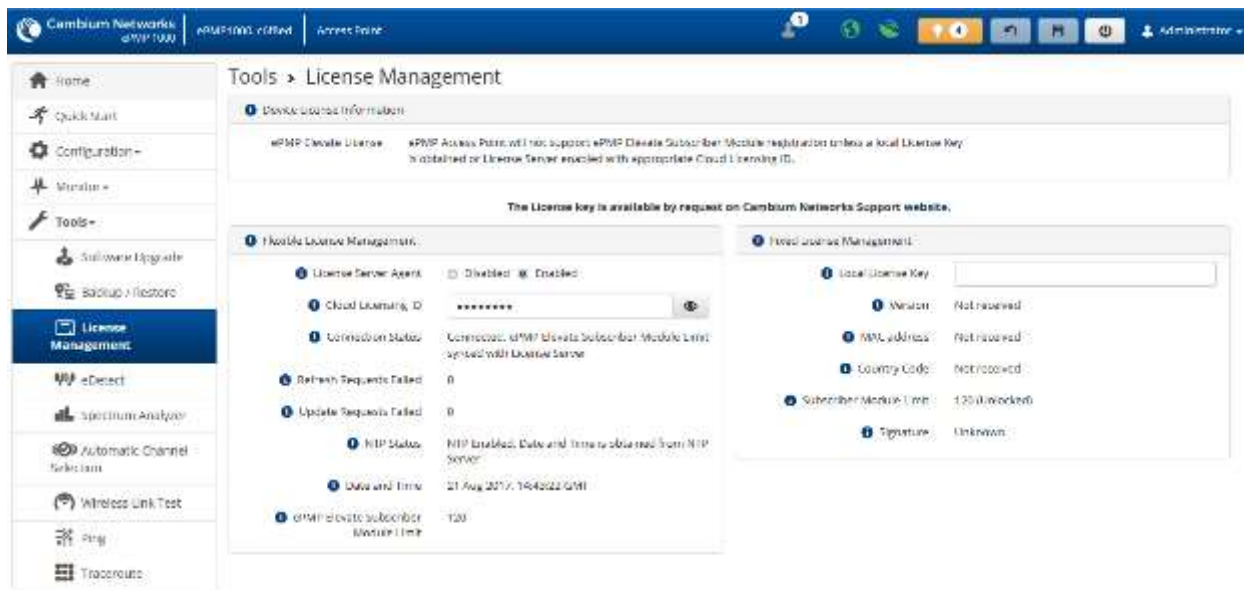 Cambium Networks
ePMP 1000
Access Point
1
4
Administrator
Home
Quick Start
Configuration
Monitor
Tools
Software Upgrade
Backup / Restore
License
Management
eDetect
Spectrum Analyzer
Automatic Channel
Selection
Wireless Link Test
Ping
Traceroute
Tools > License Management
Device License Information
ePMP Elevate License
ePMP Access Point will not support ePMP Elevate Subscriber Module registration unless a local License Key
is obtained or License Server enabled with appropriate Cloud Licensing ID.
The License key is available by request on Cambium Networks Support website.
Flexible License Management
License Server Agent Disabled Enabled
Cloud Licensing ID ••••••••
Connection Status Connected, ePMP Elevate Subscriber Module Limit
synced with License Server
Refresh Requests Failed 0
Update Requests Failed 0
NTP Status NTP Enabled. Date and Time is obtained from NTP
Server
Date and Time 21 Aug 2017, GMT
ePMP Elevate Subscriber
Module Limit
120
Fixed License Management
Local License Key
Version Not received
MAC address Not received
Country Code Not received
Subscriber Module Limit 120 (Unlocked)
Signature Unknown